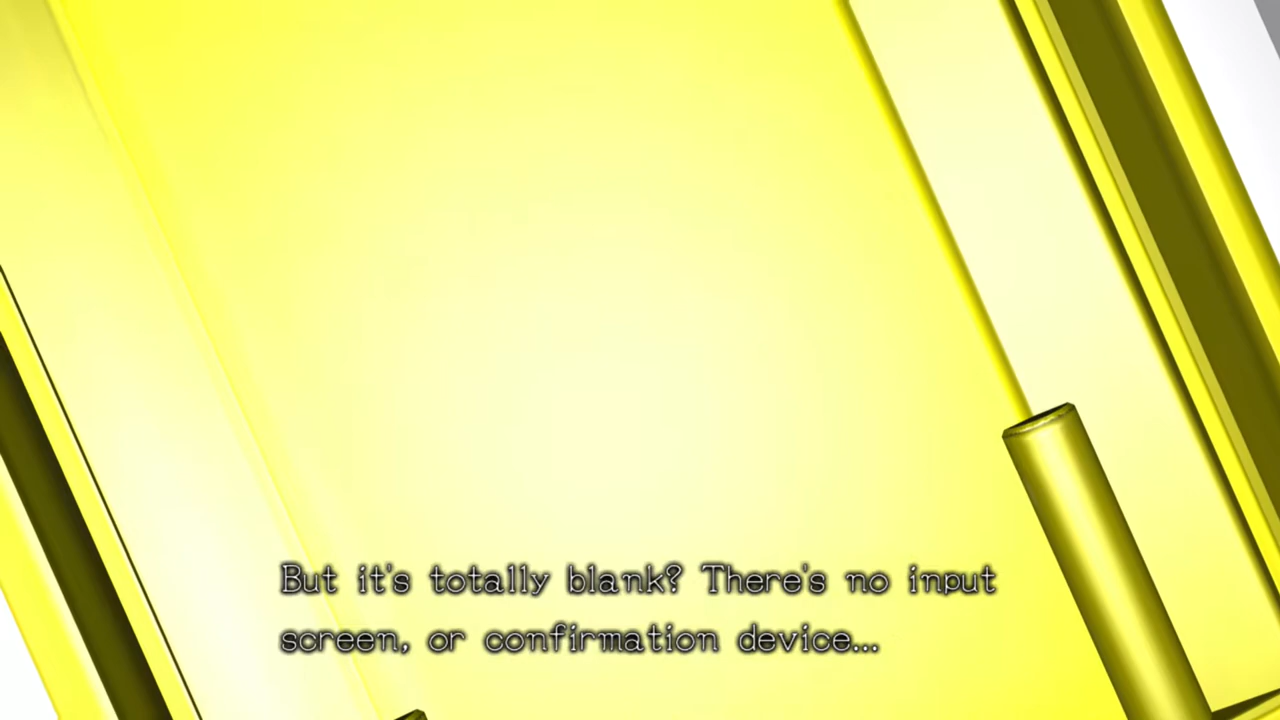 But it's totally blank? There's no input
screen, or confirmation device...